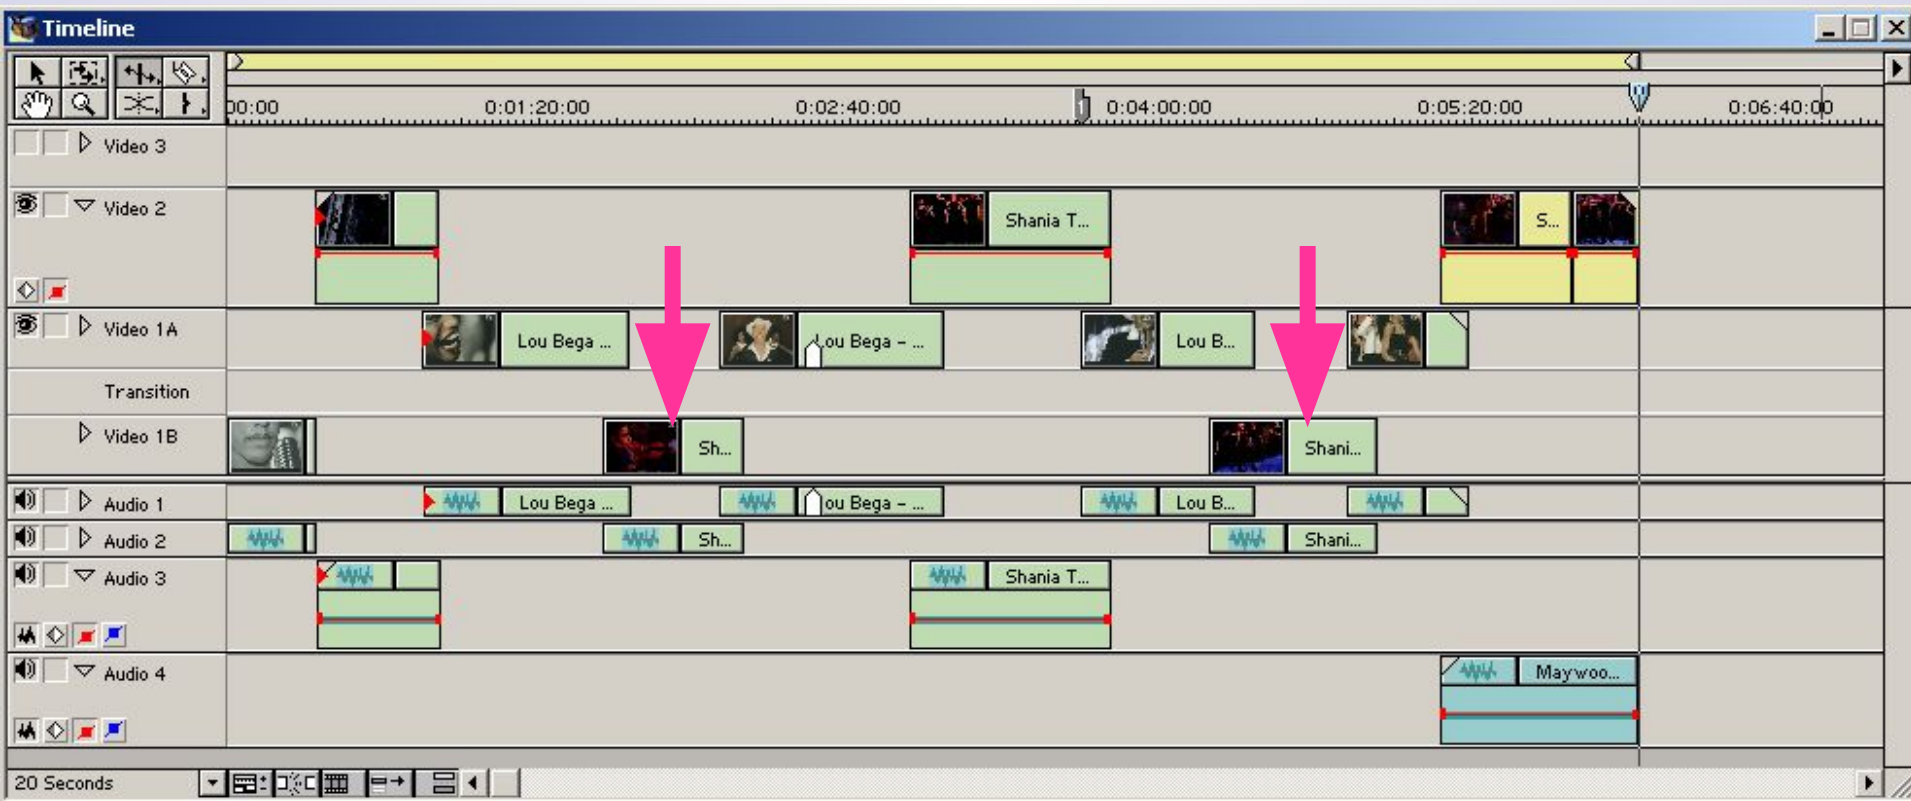 Timeline
00:00 0:01:20:00 0:02:40:00 1 0:04:00:00 0:05:20:00 0:06:40:00
Video 3
Video 2 Shania T... S...
Video 1A Lou Bega ... Lou Bega – ... Lou B...
Transition
Video 1B Sh... Shani...
Audio 1 Lou Bega ... ou Bega – ... Lou B...
Audio 2 Sh... Shani...
Audio 3 Shania T...
Audio 4 Maywoo...
20 Seconds